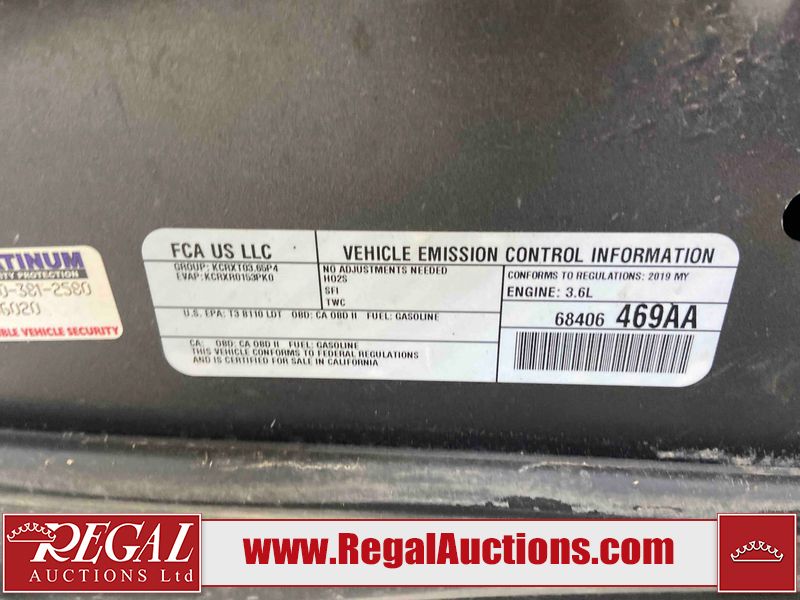 TINUM
TY PROTECTION
0-381-2580
6020
BLE VEHICLE SECURITY
FCA US LLC
VEHICLE EMISSION CONTROL INFORMATION
GROUP: KCRXT03.65P4
EVAP: KCRXR0153PK0
NO ADJUSTMENTS NEEDED
HO2S
SFI
TWC
CONFORMS TO REGULATIONS: 2019 MY
ENGINE: 3.6L
U.S. EPA: T3 B110 LDT OBD: CA OBD II FUEL: GASOLINE
68406 469AA
CA: OBD: CA OBD II FUEL: GASOLINE
THIS VEHICLE CONFORMS TO FEDERAL REGULATIONS
AND IS CERTIFIED FOR SALE IN CALIFORNIA
REGAL
AUCTIONS Ltd
www.RegalAuctions.com